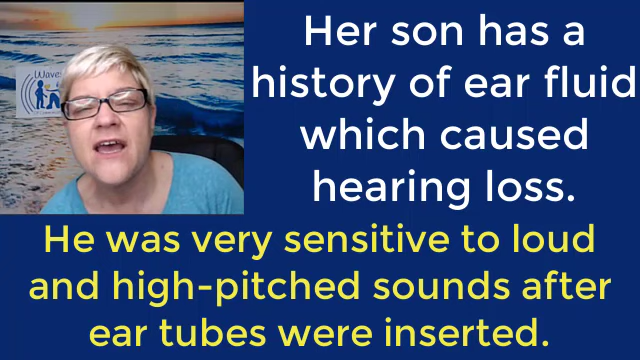 Waves
Her son has a
history of ear fluid
which caused
hearing loss.
He was very sensitive to loud
and high-pitched sounds after
ear tubes were inserted.